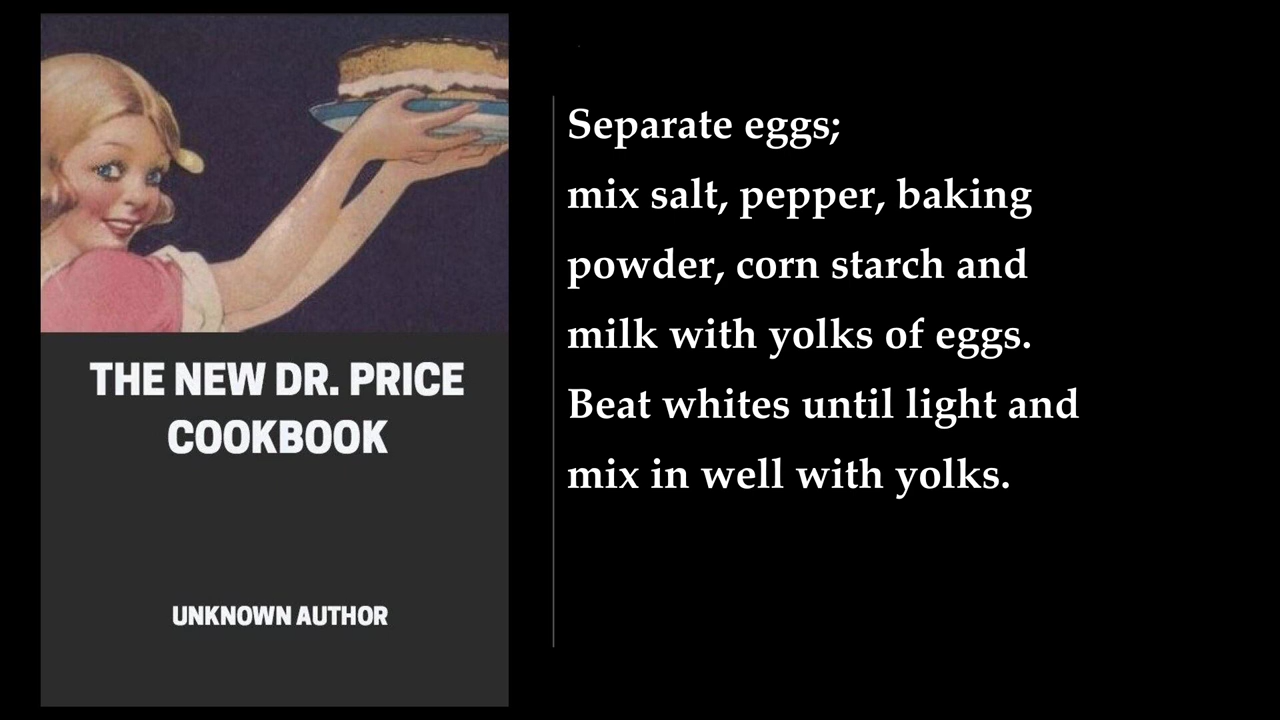 THE NEW DR. PRICE
COOKBOOK
UNKNOWN AUTHOR
Separate eggs;
mix salt, pepper, baking
powder, corn starch and
milk with yolks of eggs.
Beat whites until light and
mix in well with yolks.